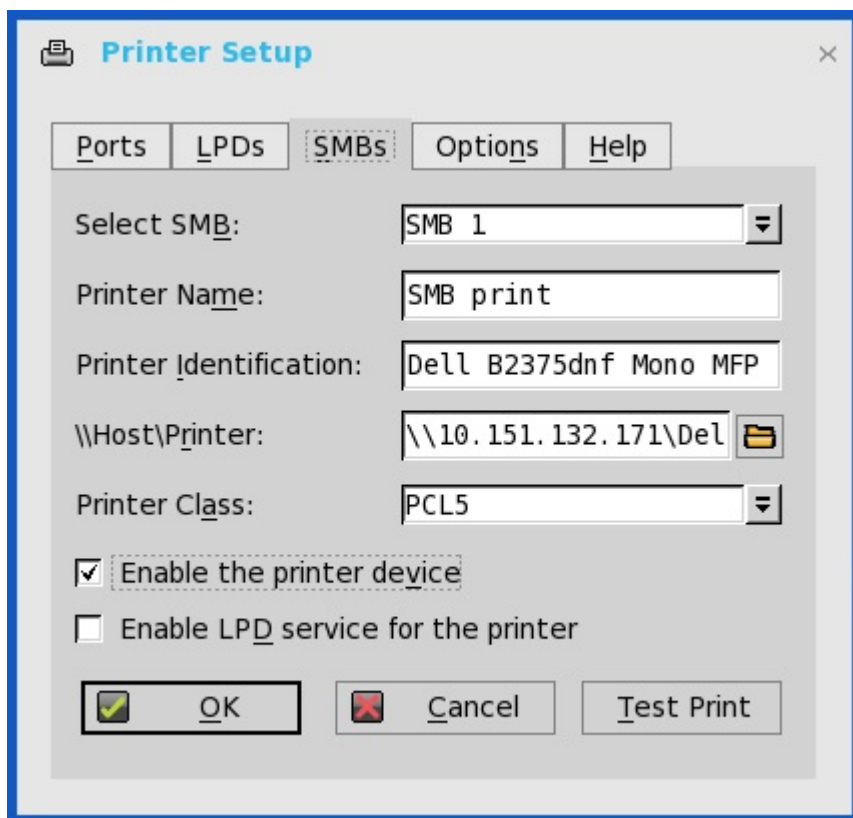 Printer Setup
Ports LPDs SMBs Options Help
Select SMB: SMB 1
Printer Name: SMB print
Printer Identification: Dell B2375dnf Mono MFP
\\Host\Printer: \\10.151.132.171\Del
Printer Class: PCL5
Enable the printer device
Enable LPD service for the printer
OK Cancel Test Print